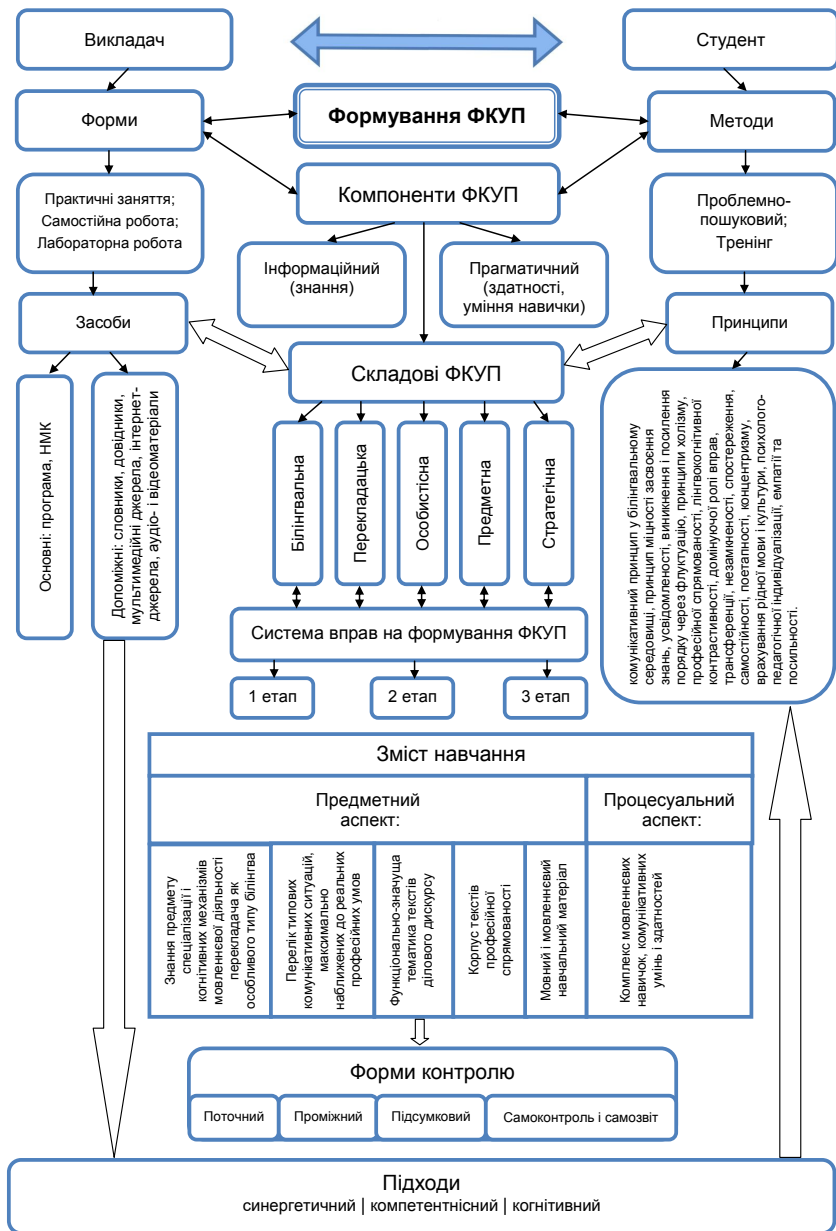 Викладач
Студент
Форми
Формування ФКУП
Методи
Практичні заняття;
Самостійна робота;
Лабораторна робота
Компоненти ФКУП
Проблемно-
пошуковий;
Тренінг
Інформаційний
(знання)
Прагматичний
(здатності,
уміння навички)
Засоби
Принципи
Складові ФКУП
Основні: програма, НМК
Допоміжні: словники, довідники,
мультимедійні джерела, інтернет-
джерела, аудіо- і відеоматеріали
Білінгвальна
Перекладацька
Особистісна
Предметна
Стратегічна
комунікативний принцип у білінгвальному
середовищі, принцип міцності засвоєння
знань, усвідомленості, виникнення і посилення
порядку через флуктуацію, принципи холізму,
професійної спрямованості, лінгвокогнітивної
контрастивності, домінуючої ролі вправ,
трансференції, незамкненості, спостереження,
самостійності, поетапності, концентризму,
врахування рідної мови і культури, психолого-
педагогічної індивідуалізації, емпатії та
посильності.
Система вправ на формування ФКУП
1 етап
2 етап
3 етап
Зміст навчання
Предметний
аспект:
Процесуальний
аспект:
Знання предмету
спеціалізації і
когнітивних механізмів
мовленнєвої діяльності
перекладача як
особливого типу білінгва
Перелік типових
комунікативних ситуацій,
максимально
наближених до реальних
професійних умов
Функціонально-значуща
тематика текстів
ділового дискурсу
Корпус текстів
професійної
спрямованості
Мовний і мовленнєвий
навчальний матеріал
Комплекс мовленнєвих
навичок, комунікативних
умінь і здатностей
Форми контролю
Поточний
Проміжний
Підсумковий
Самоконтроль і самозвіт
Підходи
синергетичний | компетентнісний | когнітивний